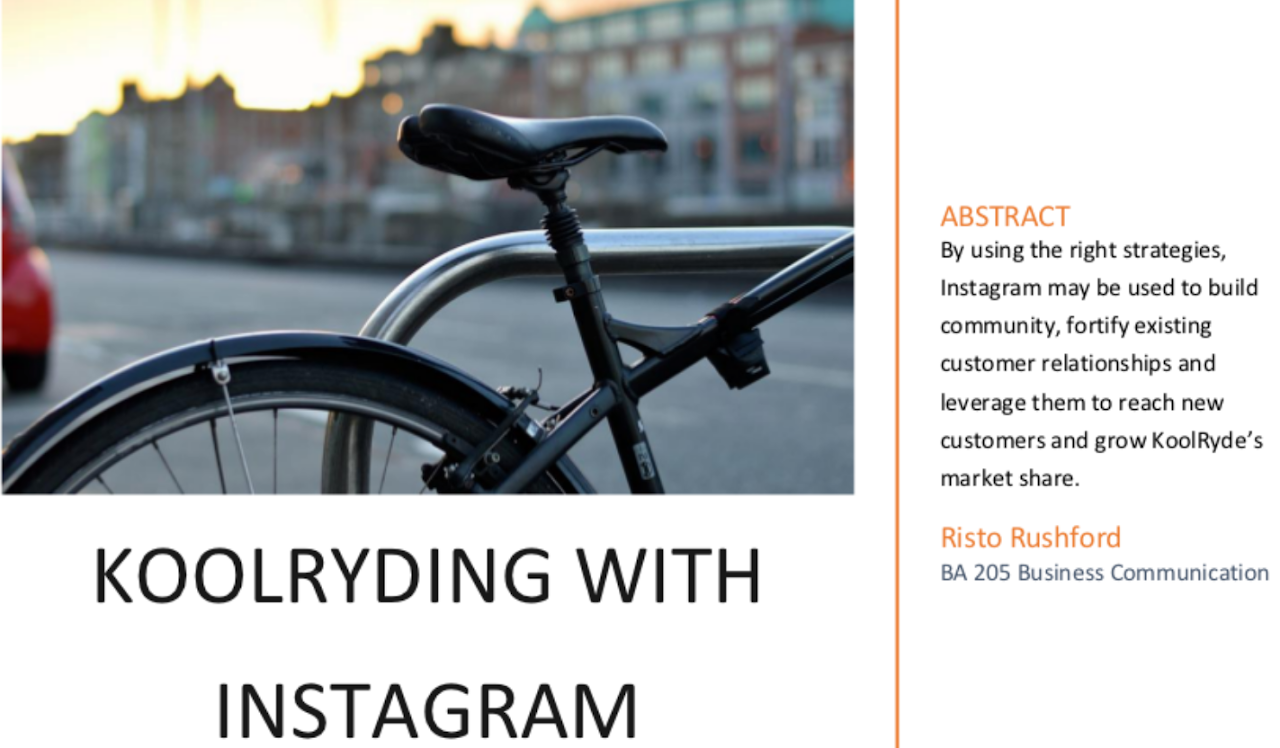 KOOLRYDING WITH
INSTAGRAM
ABSTRACT
By using the right strategies,
Instagram may be used to build
community, fortify existing
customer relationships and
leverage them to reach new
customers and grow KoolRyde’s
market share.
Risto Rushford
BA 205 Business Communication